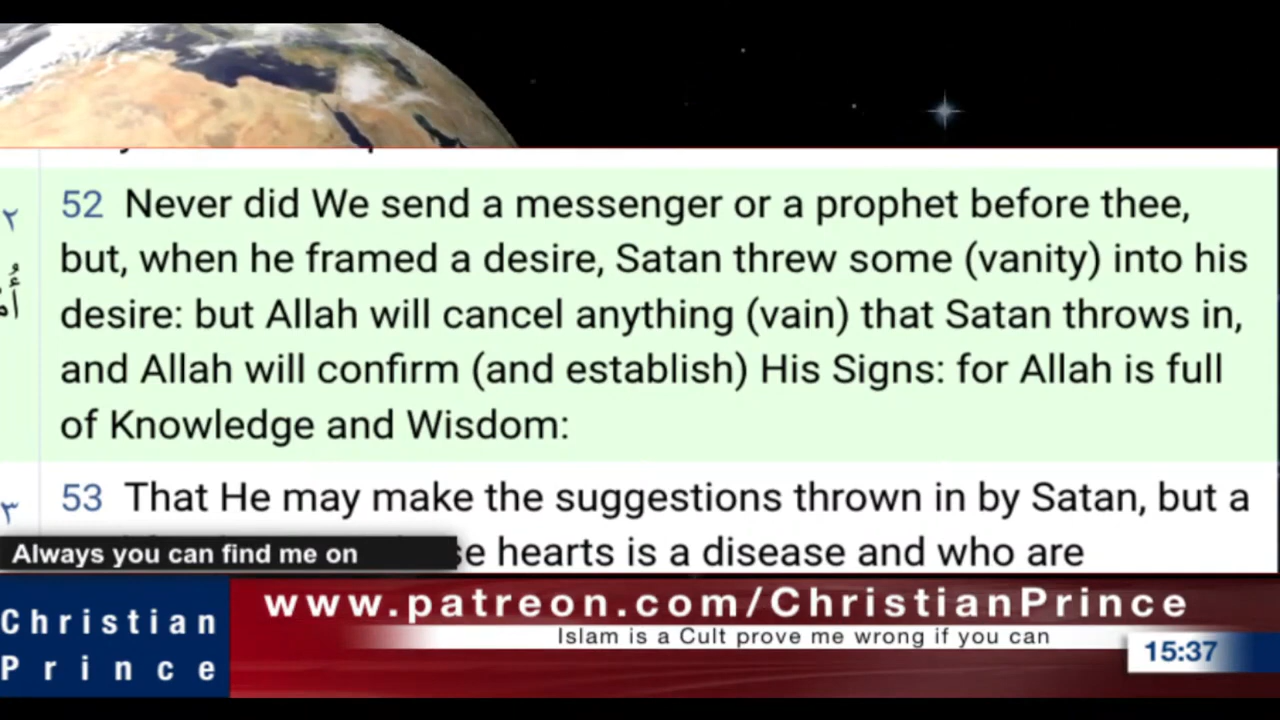 52 Never did We send a messenger or a prophet before thee,
but, when he framed a desire, Satan threw some (vanity) into his
desire: but Allah will cancel anything (vain) that Satan throws in,
and Allah will confirm (and establish) His Signs: for Allah is full
of Knowledge and Wisdom:
53 That He may make the suggestions thrown in by Satan, but a
hearts is a disease and who are
Always you can find me on
www.patreon.com/ChristianPrince
Christian
Prince
Islam is a Cult prove me wrong if you can
15:37